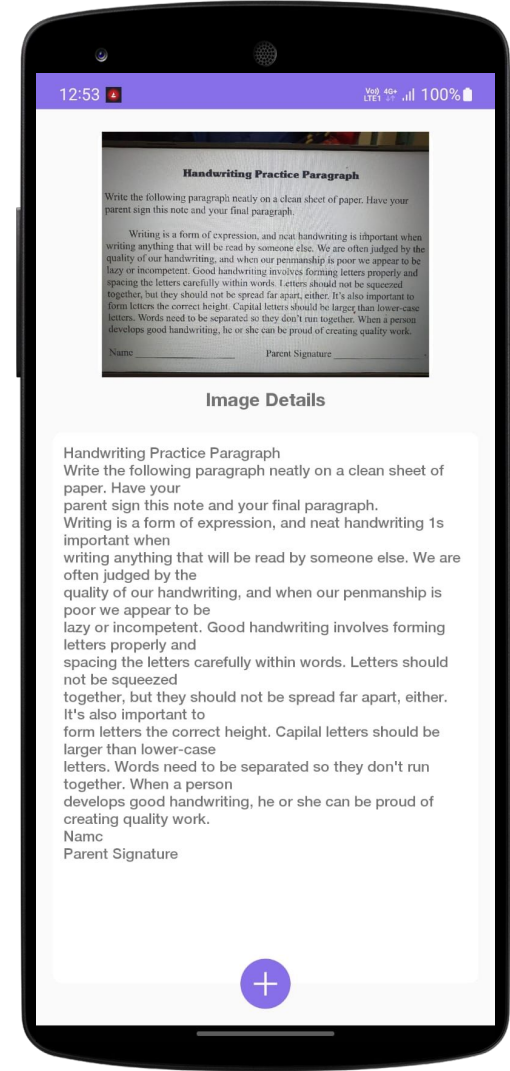 12:53
Vo)) 4G+
LTE1
100%
Handwriting Practice Paragraph
Write the following paragraph neatly on a clean sheet of paper. Have your
parent sign this note and your final paragraph.
Writing is a form of expression, and neat handwriting is important when
writing anything that will be read by someone else. We are often judged by the
quality of our handwriting, and when our penmanship is poor we appear to be
lazy or incompetent. Good handwriting involves forming letters properly and
spacing the letters carefully within words. Letters should not be squeezed
together, but they should not be spread far apart, either. It's also important to
form letters the correct height. Capital letters should be larger than lower-case
letters. Words need to be separated so they don't run together. When a person
develops good handwriting, he or she can be proud of creating quality work.
Name Parent Signature
Image Details
Handwriting Practice Paragraph
Write the following paragraph neatly on a clean sheet of
paper. Have your
parent sign this note and your final paragraph.
Writing is a form of expression, and neat handwriting 1s
important when
writing anything that will be read by someone else. We are
often judged by the
quality of our handwriting, and when our penmanship is
poor we appear to be
lazy or incompetent. Good handwriting involves forming
letters properly and
spacing the letters carefully within words. Letters should
not be squeezed
together, but they should not be spread far apart, either.
It's also important to
form letters the correct height. Capilal letters should be
larger than lower-case
letters. Words need to be separated so they don't run
together. When a person
develops good handwriting, he or she can be proud of
creating quality work.
Namc
Parent Signature